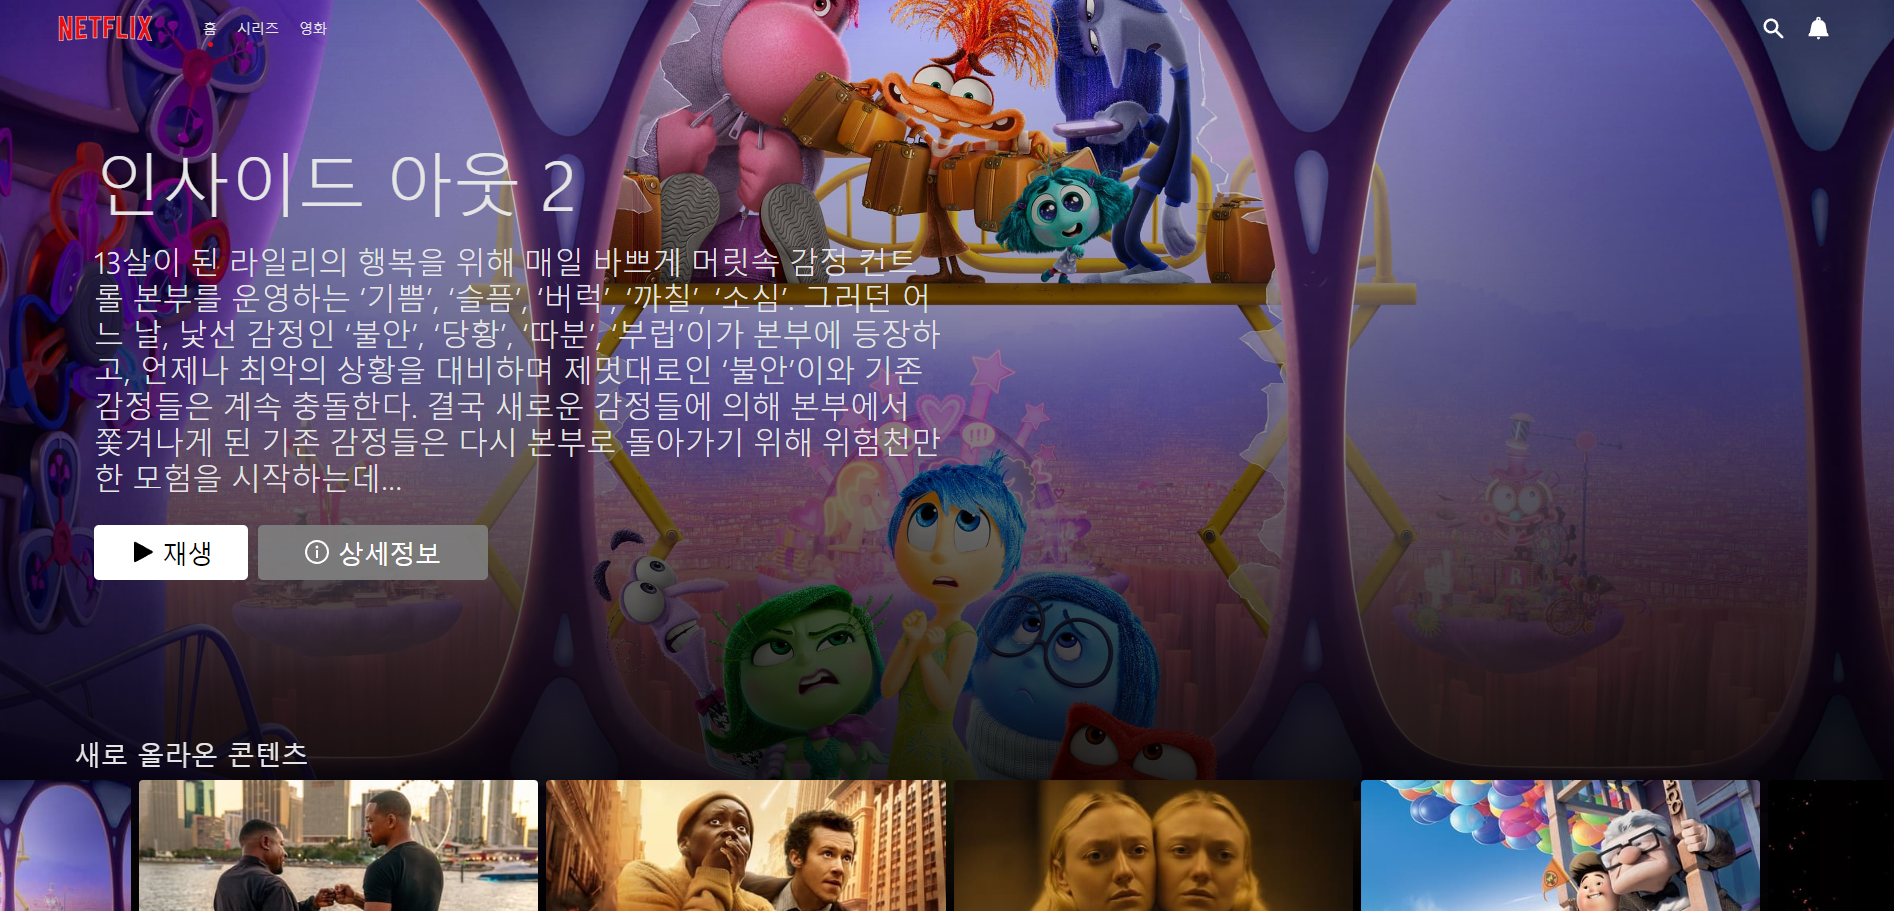 NETFLIX 홈 시리즈 영화
인사이드 아웃 2
13살이 된 라일리의 행복을 위해 매일 바쁘게 머릿속 감정 컨트
롤 본부를 운영하는 ‘기쁨’, ‘슬픔’, ‘버럭’, ‘까칠’, ‘소심’. 그러던 어
느 날, 낯선 감정인 ‘불안’, ‘당황’, ‘따분’, ‘부럽’이가 본부에 등장하
고, 언제나 최악의 상황을 대비하며 제멋대로인 ‘불안’이와 기존
감정들은 계속 충돌한다. 결국 새로운 감정들에 의해 본부에서
쫓겨나게 된 기존 감정들은 다시 본부로 돌아가기 위해 위험천만
한 모험을 시작하는데…
재생 상세정보
새로 올라온 콘텐츠